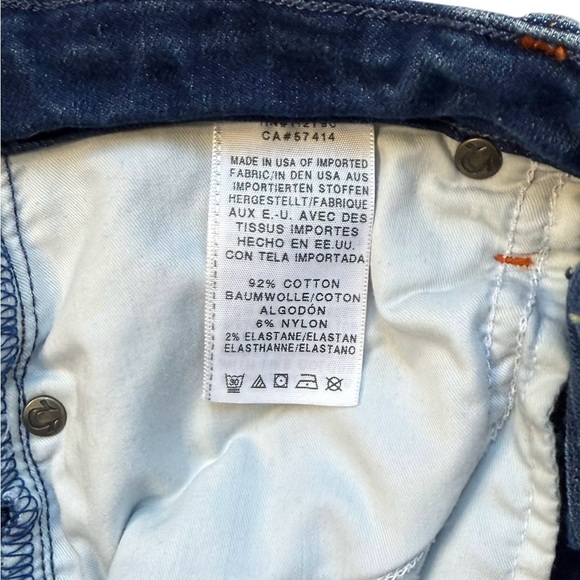 CA#57414
MADE IN USA OF IMPORTED
FABRIC/IN DEN USA AUS
IMPORTIERTEN STOFFEN
HERGESTELLT/FABRIQUE
AUX E.-U. AVEC DES
TISSUS IMPORTES
HECHO EN EE.UU.
CON TELA IMPORTADA
92% COTTON
BAUMWOLLE/COTON
ALGODÓN
6% NYLON
2% ELASTANE/ELASTAN
ELASTHANNE/ELASTANO
30